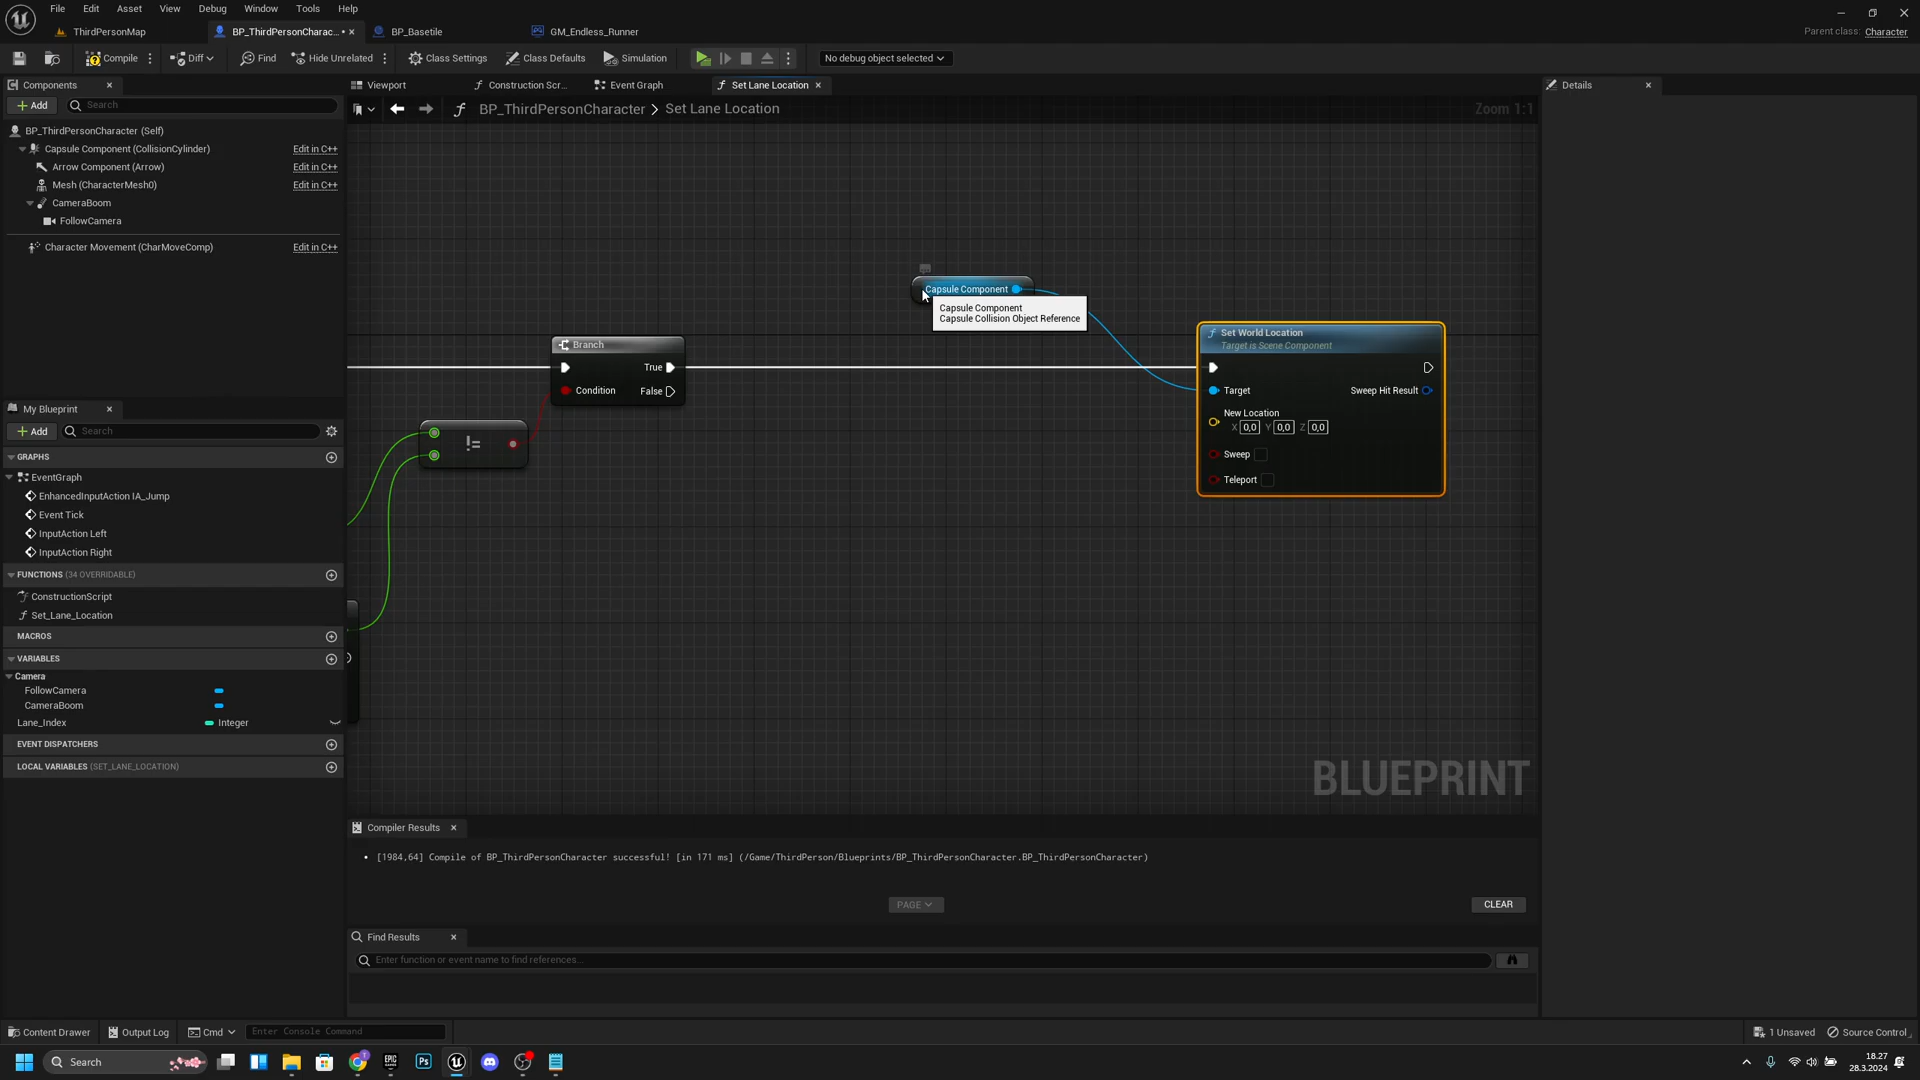 File Edit Asset View Debug Window Tools Help
ThirdPersonMap BP_ThirdPersonCharac... • BP_Basetile GM_Endless_Runner
Parent class: Character
Compile Diff Find Hide Unrelated Class Settings Class Defaults Simulation No debug object selected
Components
Add Search
BP_ThirdPersonCharacter (Self)
Capsule Component (CollisionCylinder) Edit in C++
Arrow Component (Arrow) Edit in C++
Mesh (CharacterMesh0) Edit in C++
CameraBoom
FollowCamera
Character Movement (CharMoveComp) Edit in C++
My Blueprint
Add Search
GRAPHS
EventGraph
EnhancedInputAction IA_Jump
Event Tick
InputAction Left
InputAction Right
FUNCTIONS (34 OVERRIDABLE)
ConstructionScript
Set_Lane_Location
MACROS
VARIABLES
Camera
FollowCamera
CameraBoom
Lane_Index Integer
EVENT DISPATCHERS
LOCAL VARIABLES (SET_LANE_LOCATION)
Viewport Construction Scr... Event Graph Set Lane Location
BP_ThirdPersonCharacter > Set Lane Location Zoom 1:1
Capsule Component
Capsule Component
Capsule Collision Object Reference
Branch
True
Condition False
!=
Set World Location
Target is Scene Component
Target Sweep Hit Result
New Location
X 0,0 Y 0,0 Z 0,0
Sweep
Teleport
BLUEPRINT
Details
Compiler Results
• [1984,64] Compile of BP_ThirdPersonCharacter successful! [in 171 ms] (/Game/ThirdPerson/Blueprints/BP_ThirdPersonCharacter.BP_ThirdPersonCharacter)
PAGE CLEAR
Find Results
Enter function or event name to find references...
Content Drawer Output Log Cmd Enter Console Command 1 Unsaved Source Control
Search
18.27
28.3.2024